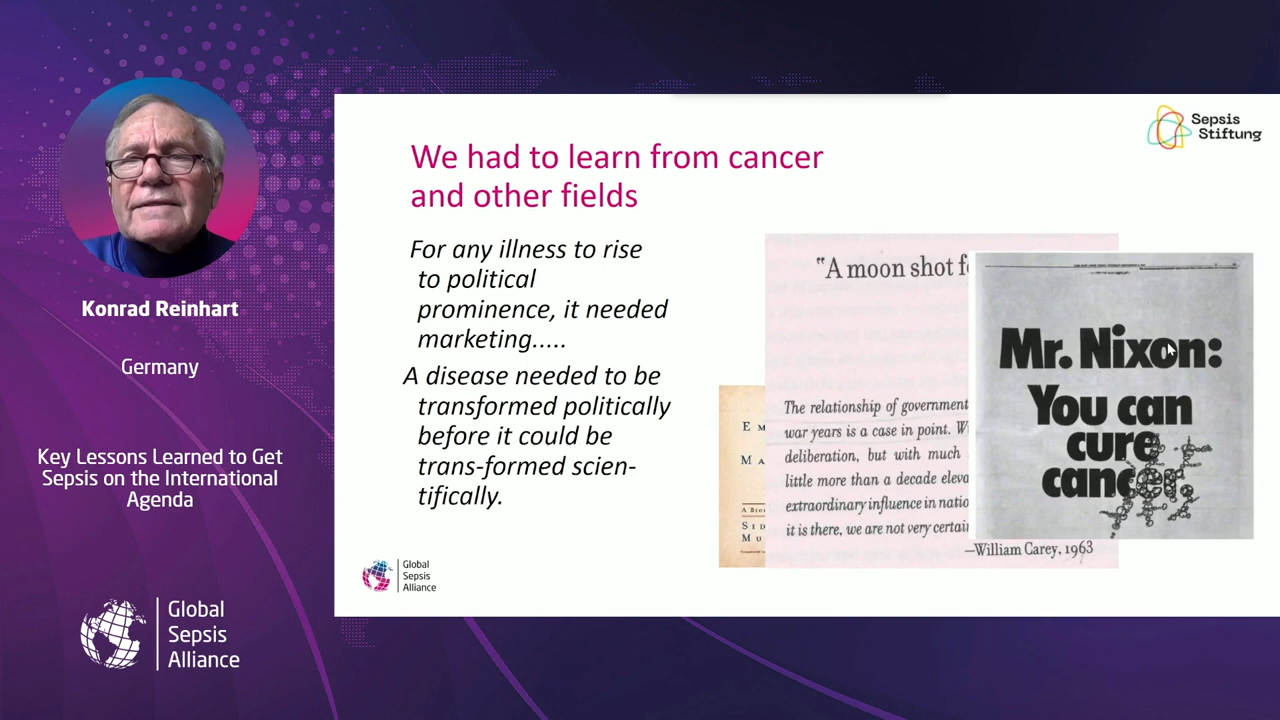 Konrad Reinhart
Germany
Key Lessons Learned to Get
Sepsis on the International
Agenda
Global
Sepsis
Alliance
Sepsis
Stiftung
We had to learn from cancer
and other fields
For any illness to rise
to political
prominence, it needed
marketing.....
A disease needed to be
transformed politically
before it could be
trans-formed scien-
tifically.
Global
Sepsis
Alliance
E M
M A
S I D
M U
"A moon shot f
The relationship of government
war years is a case in point. W
deliberation, but with much
little more than a decade eleva
extraordinary influence in natio
it is there, we are not very certai
—William Carey, 1963
Mr. Nixon:
You can
cure
cancer.